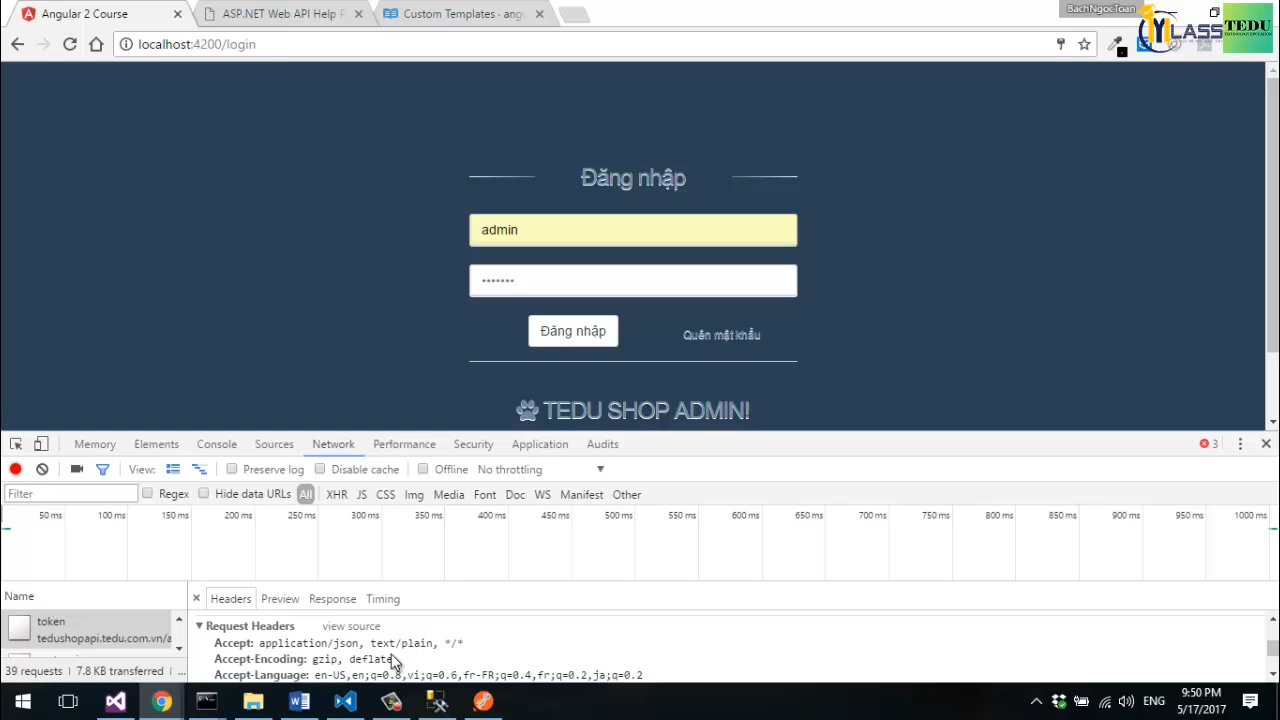 Angular 2 Course
ASP.NET Web API Help P
Custom Templates - angu
BachNgocToan
YLASS
TEDU
localhost:4200/login
Đăng nhập
admin
•••••••
Đăng nhập
Quên mật khẩu
TEDU SHOP ADMIN!
Memory Elements Console Sources Network Performance Security Application Audits 3
View: Preserve log Disable cache Offline No throttling
Filter Regex Hide data URLs All XHR JS CSS Img Media Font Doc WS Manifest Other
50 ms 100 ms 150 ms 200 ms 250 ms 300 ms 350 ms 400 ms 450 ms 500 ms 550 ms 600 ms 650 ms 700 ms 750 ms 800 ms 850 ms 900 ms 950 ms 1000 ms
Name
Headers Preview Response Timing
token
tedushopapi.tedu.com.vn/a
Request Headers view source
Accept: application/json, text/plain, */*
Accept-Encoding: gzip, deflate
Accept-Language: en-US,en;q=0.8,vi;q=0.6,fr-FR;q=0.4,fr;q=0.2,ja;q=0.2
39 requests | 7.8 KB transferred | ...
ENG
9:50 PM
5/17/2017